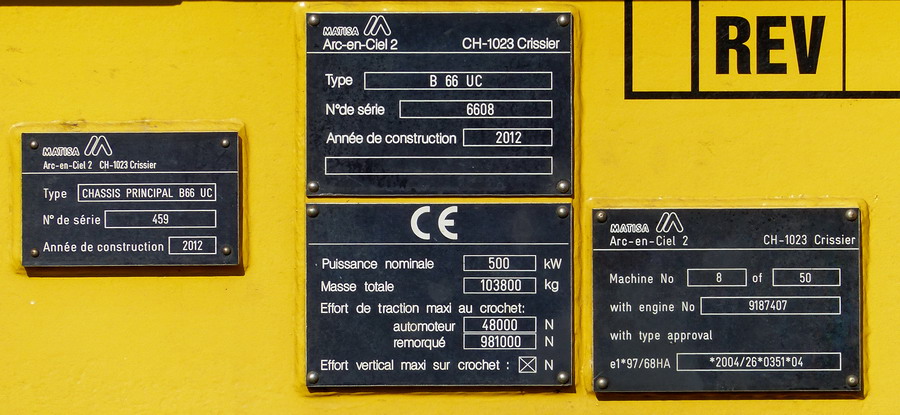 REV
MATISA
Arc-en-Ciel 2 CH-1023 Crissier
Type CHASSIS PRINCIPAL B66 UC
N° de série 459
Année de construction 2012
MATISA
Arc-en-Ciel 2 CH-1023 Crissier
Type B 66 UC
N°de série 6608
Année de construction 2012
CE
Puissance nominale 500 kW
Masse totale 103800 kg
Effort de traction maxi au crochet:
automoteur 48000 N
remorqué 981000 N
Effort vertical maxi sur crochet : N
MATISA
Arc-en-Ciel 2 CH-1023 Crissier
Machine No 8 of 50
with engine No 9187407
with type approval
e1*97/68HA *2004/26*0351*04